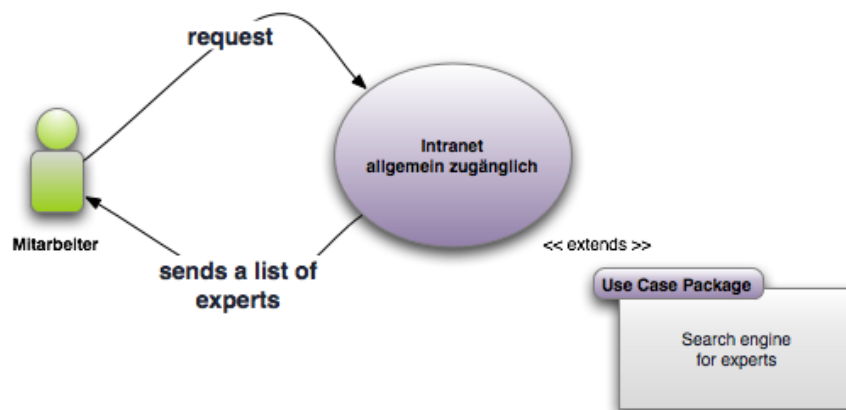 request
Intranet
allgemein zugänglich
Mitarbeiter
<< extends >>
sends a list of
experts
Use Case Package
Search engine
for experts